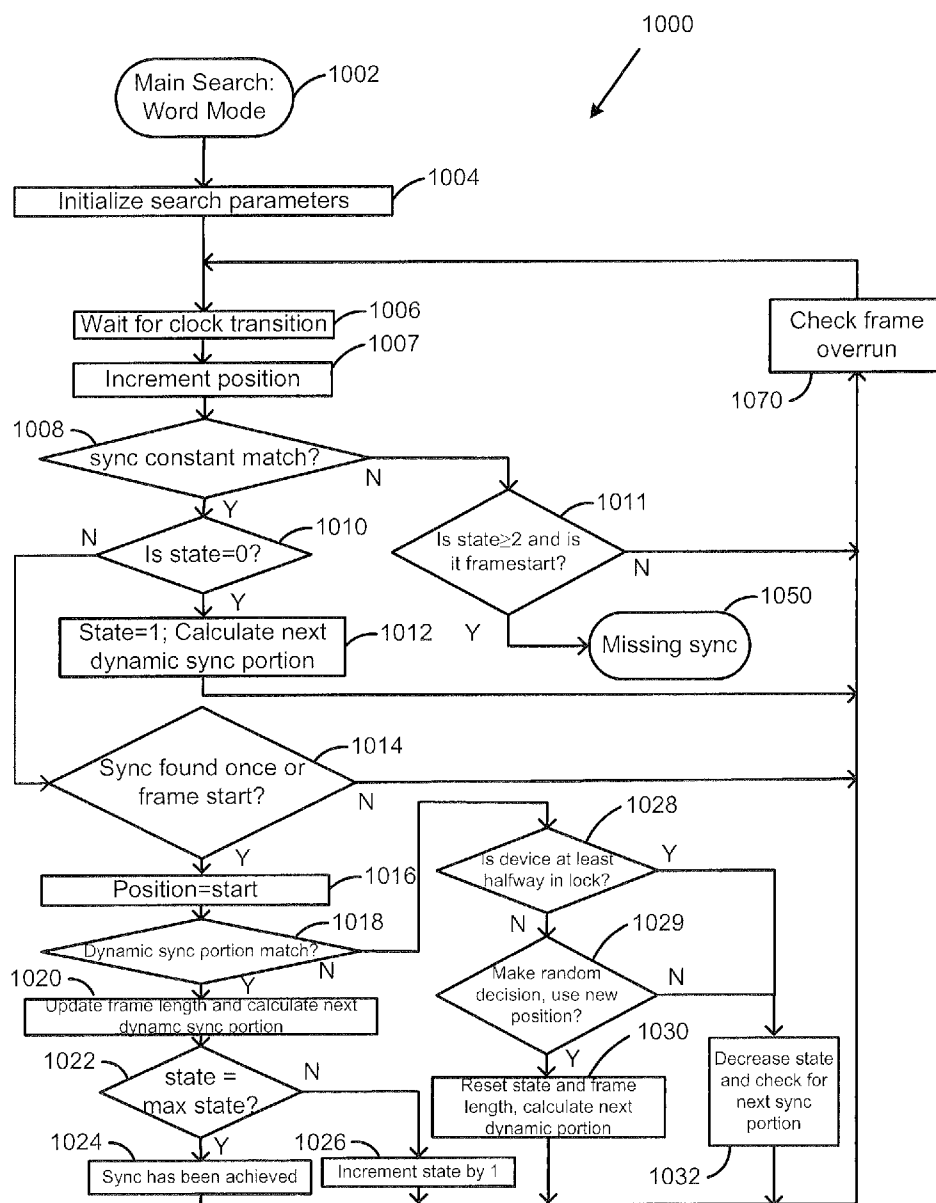 1000
Main Search:
Word Mode
1002
Initialize search parameters
1004
Wait for clock transition
1006
Increment position
1007
Check frame
overrun
1070
1008
sync constant match?
N
Y
1010
N
Is state=0?
Y
1011
Is state≥2 and is
it framestart?
N
Y
1050
Missing sync
State=1; Calculate next
dynamic sync portion
1012
Sync found once or
frame start?
1014
N
Y
Position=start
1016
Dynamic sync portion match?
1018
N
Y
1028
Is device at least
halfway in lock?
Y
N
1029
Make random
decision, use new
position?
N
Y
1020
Update frame length and calculate next
dynamc sync portion
1022
state =
max state?
N
Y
1030
Reset state and frame
length, calculate next
dynamic portion
Decrease state
and check for
next sync
portion
1032
1024
Sync has been achieved
1026
Increment state by 1